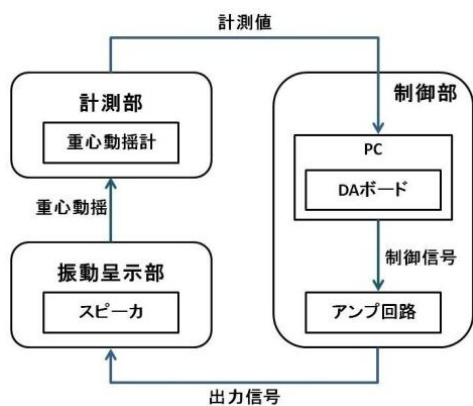 計測値
計測部
重心動揺計
制御部
PC
DAボード
重心動揺
制御信号
振動呈示部
スピーカ
アンプ回路
出力信号